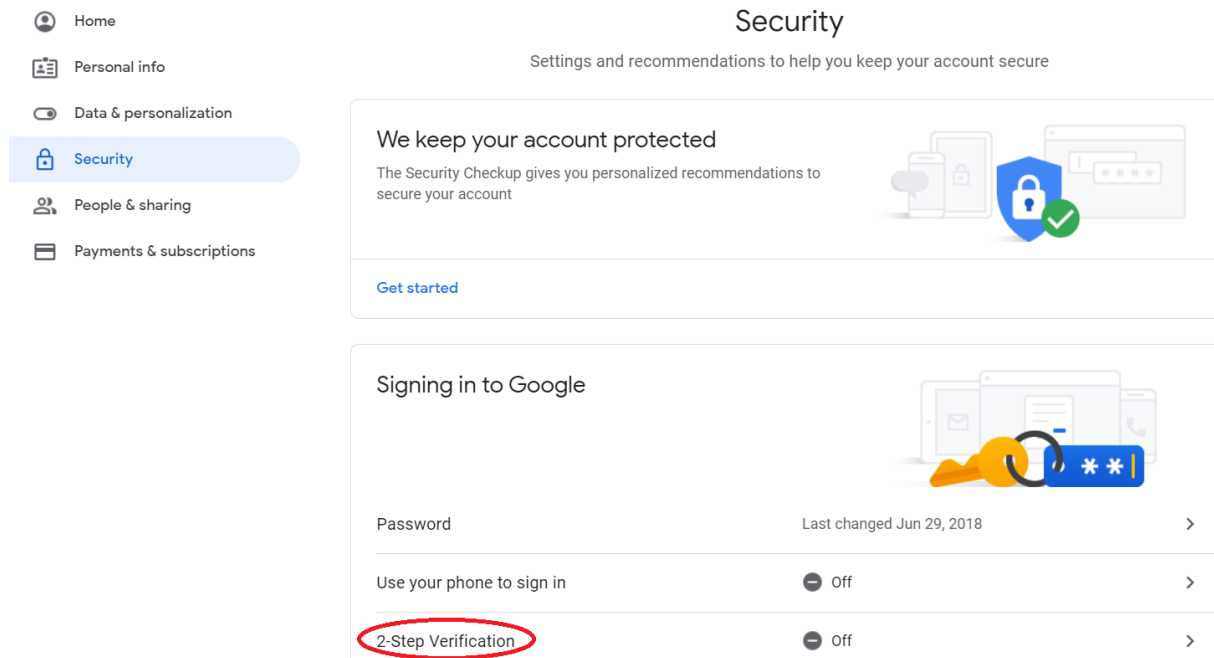 Home
Personal info
Data & personalization
Security
People & sharing
Payments & subscriptions
Security
Settings and recommendations to help you keep your account secure
We keep your account protected
The Security Checkup gives you personalized recommendations to
secure your account
* * * *
Get started
Signing in to Google
* *
Password Last changed Jun 29, 2018
Use your phone to sign in Off
2-Step Verification Off